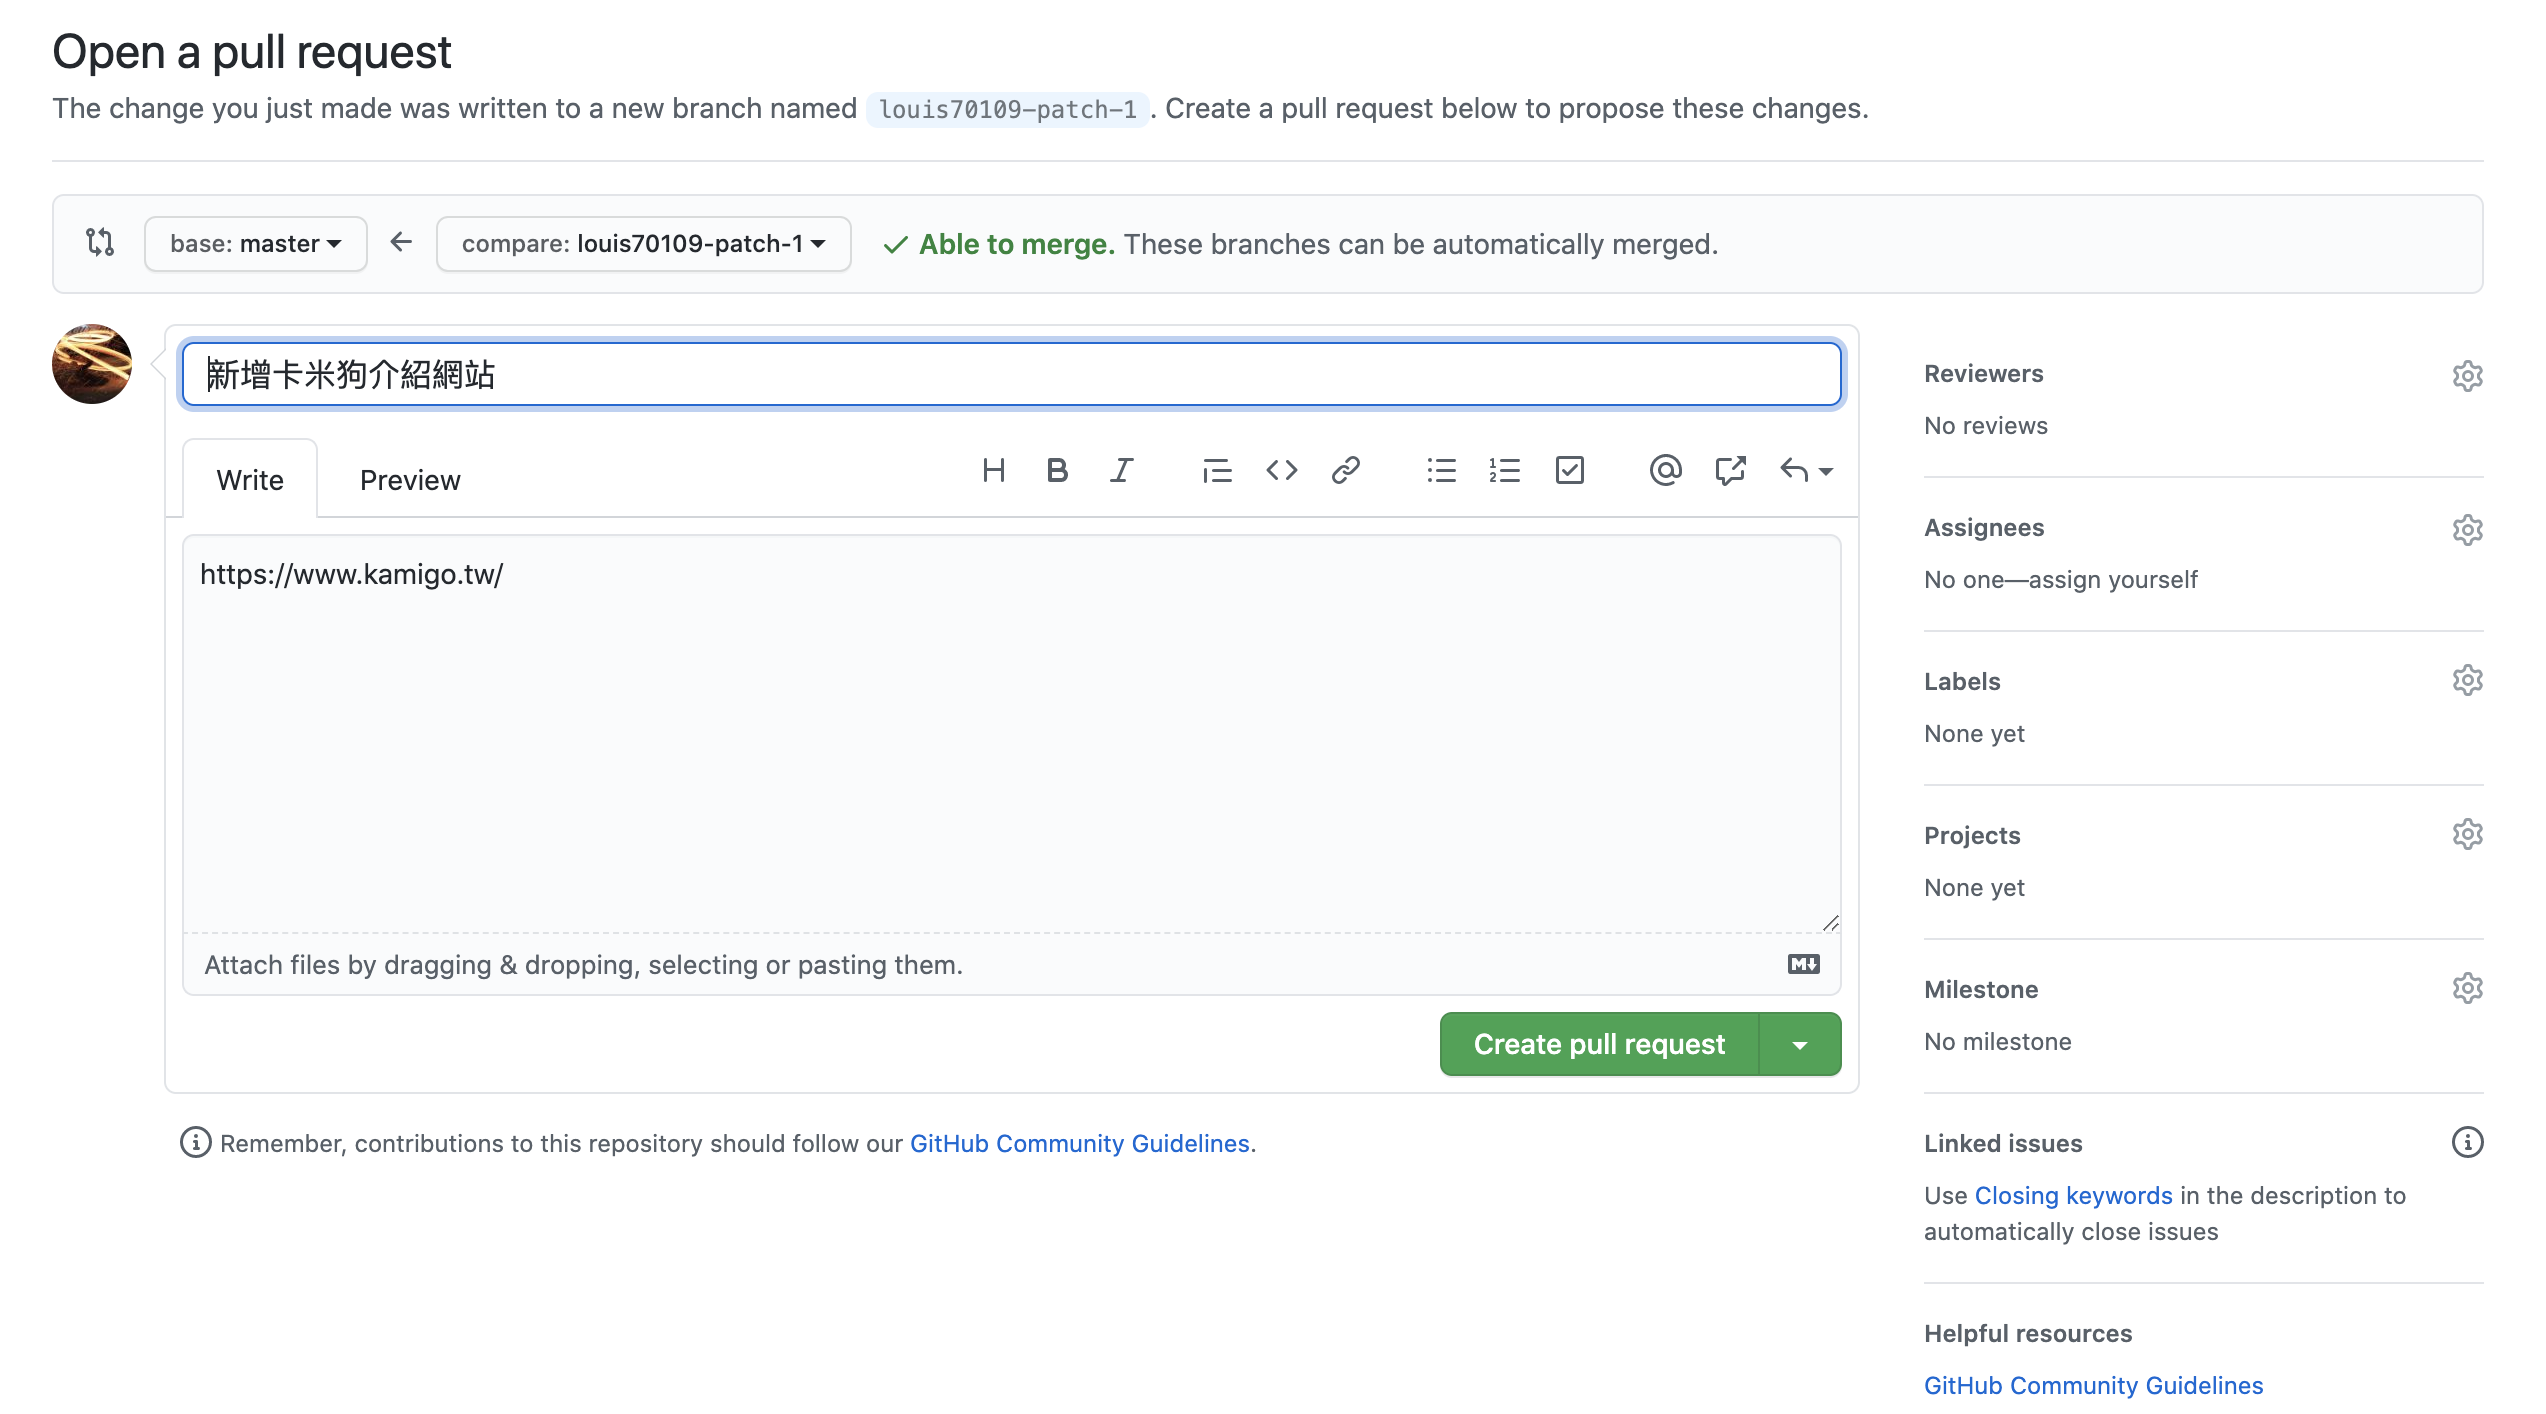 Open a pull request
The change you just made was written to a new branch named louis70109-patch-1. Create a pull request below to propose these changes.
base: master
compare: louis70109-patch-1
Able to merge. These branches can be automatically merged.
新增卡米狗介紹網站
Write
Preview
https://www.kamigo.tw/
Attach files by dragging & dropping, selecting or pasting them.
Create pull request
Remember, contributions to this repository should follow our GitHub Community Guidelines.
Reviewers
No reviews
Assignees
No one—assign yourself
Labels
None yet
Projects
None yet
Milestone
No milestone
Linked issues
Use Closing keywords in the description to
automatically close issues
Helpful resources
GitHub Community Guidelines